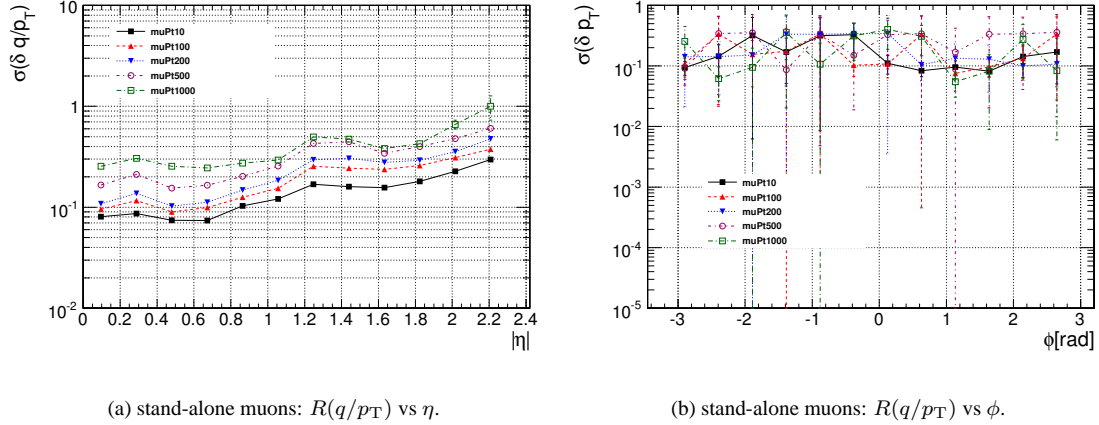 σ(δ q/p_T)
10
1
10^-1
10^-2
muPt10
muPt100
muPt200
muPt500
muPt1000
0 0.2 0.4 0.6 0.8 1 1.2 1.4 1.6 1.8 2 2.2 2.4
|η|
(a) stand-alone muons: R(q/p_T) vs η.
σ(δ p_T)
1
10^-1
10^-2
10^-3
10^-4
10^-5
muPt10
muPt100
muPt200
muPt500
muPt1000
-3 -2 -1 0 1 2 3
ϕ[rad]
(b) stand-alone muons: R(q/p_T) vs ϕ.